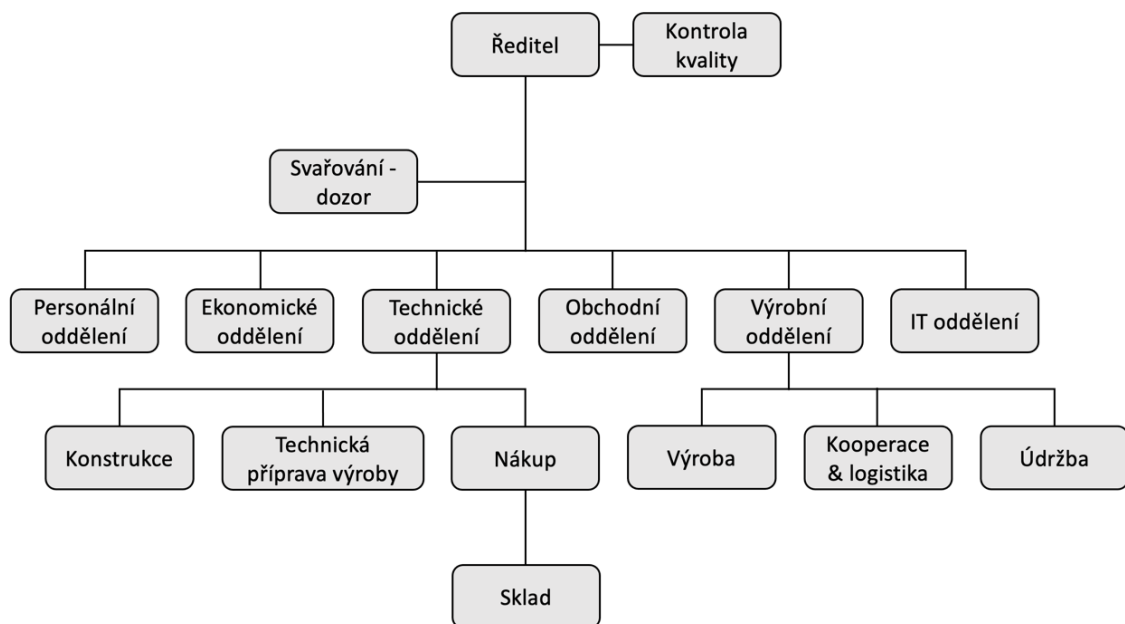 Ředitel
Kontrola
kvality
Svařování -
dozor
Personální
oddělení
Ekonomické
oddělení
Technické
oddělení
Obchodní
oddělení
Výrobní
oddělení
IT oddělení
Konstrukce
Technická
příprava výroby
Nákup
Výroba
Kooperace
& logistika
Údržba
Sklad